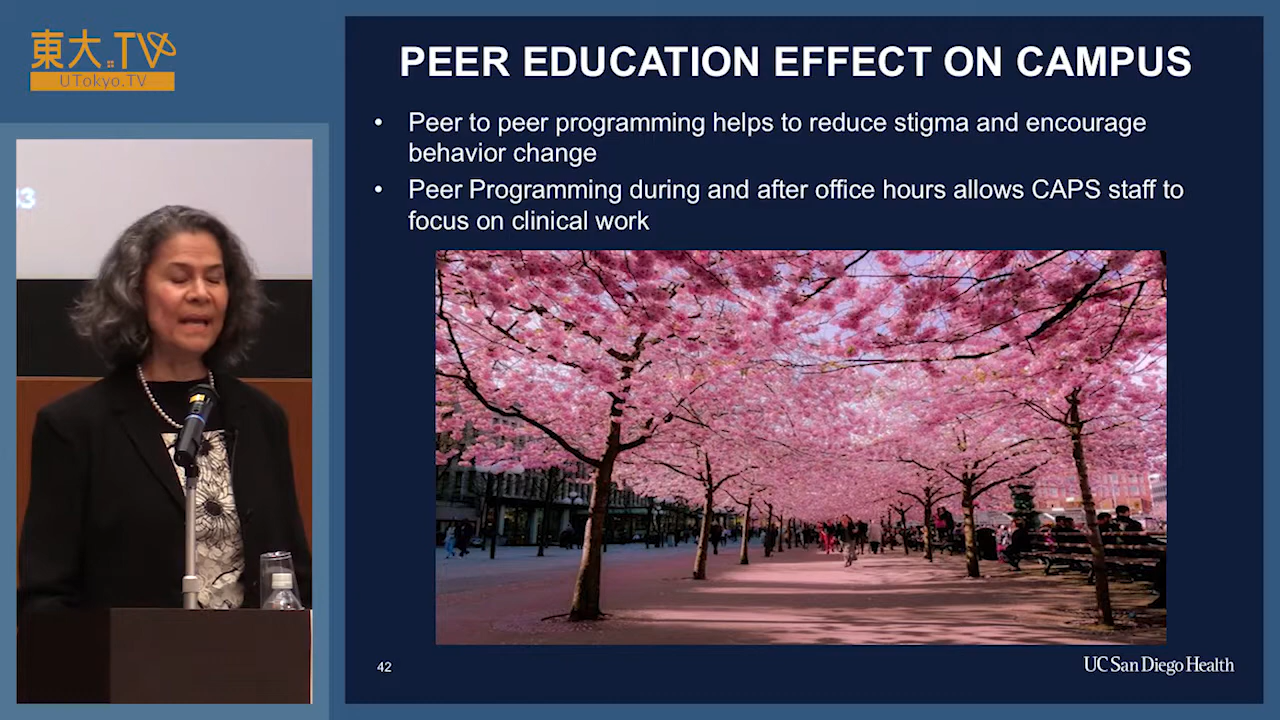 東大.TV
UTokyo.TV
PEER EDUCATION EFFECT ON CAMPUS
• Peer to peer programming helps to reduce stigma and encourage
behavior change
• Peer Programming during and after office hours allows CAPS staff to
focus on clinical work
42
UC San Diego Health